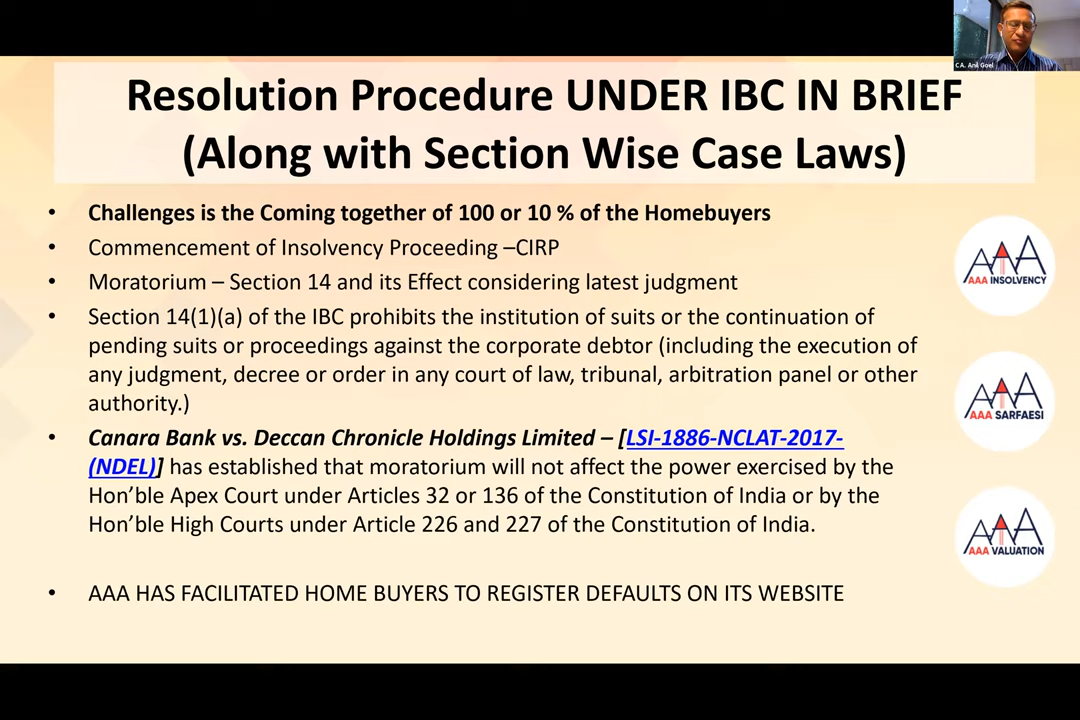 C A. Anil Goel
Resolution Procedure UNDER IBC IN BRIEF
(Along with Section Wise Case Laws)
• Challenges is the Coming together of 100 or 10 % of the Homebuyers
• Commencement of Insolvency Proceeding –CIRP
• Moratorium – Section 14 and its Effect considering latest judgment
• Section 14(1)(a) of the IBC prohibits the institution of suits or the continuation of
pending suits or proceedings against the corporate debtor (including the execution of
any judgment, decree or order in any court of law, tribunal, arbitration panel or other
authority.)
• Canara Bank vs. Deccan Chronicle Holdings Limited – [LSI-1886-NCLAT-2017-
(NDEL)] has established that moratorium will not affect the power exercised by the
Hon’ble Apex Court under Articles 32 or 136 of the Constitution of India or by the
Hon’ble High Courts under Article 226 and 227 of the Constitution of India.
• AAA HAS FACILITATED HOME BUYERS TO REGISTER DEFAULTS ON ITS WEBSITE
AAA
AAA INSOLVENCY
AAA
AAA SARFAESI
AAA
AAA VALUATION